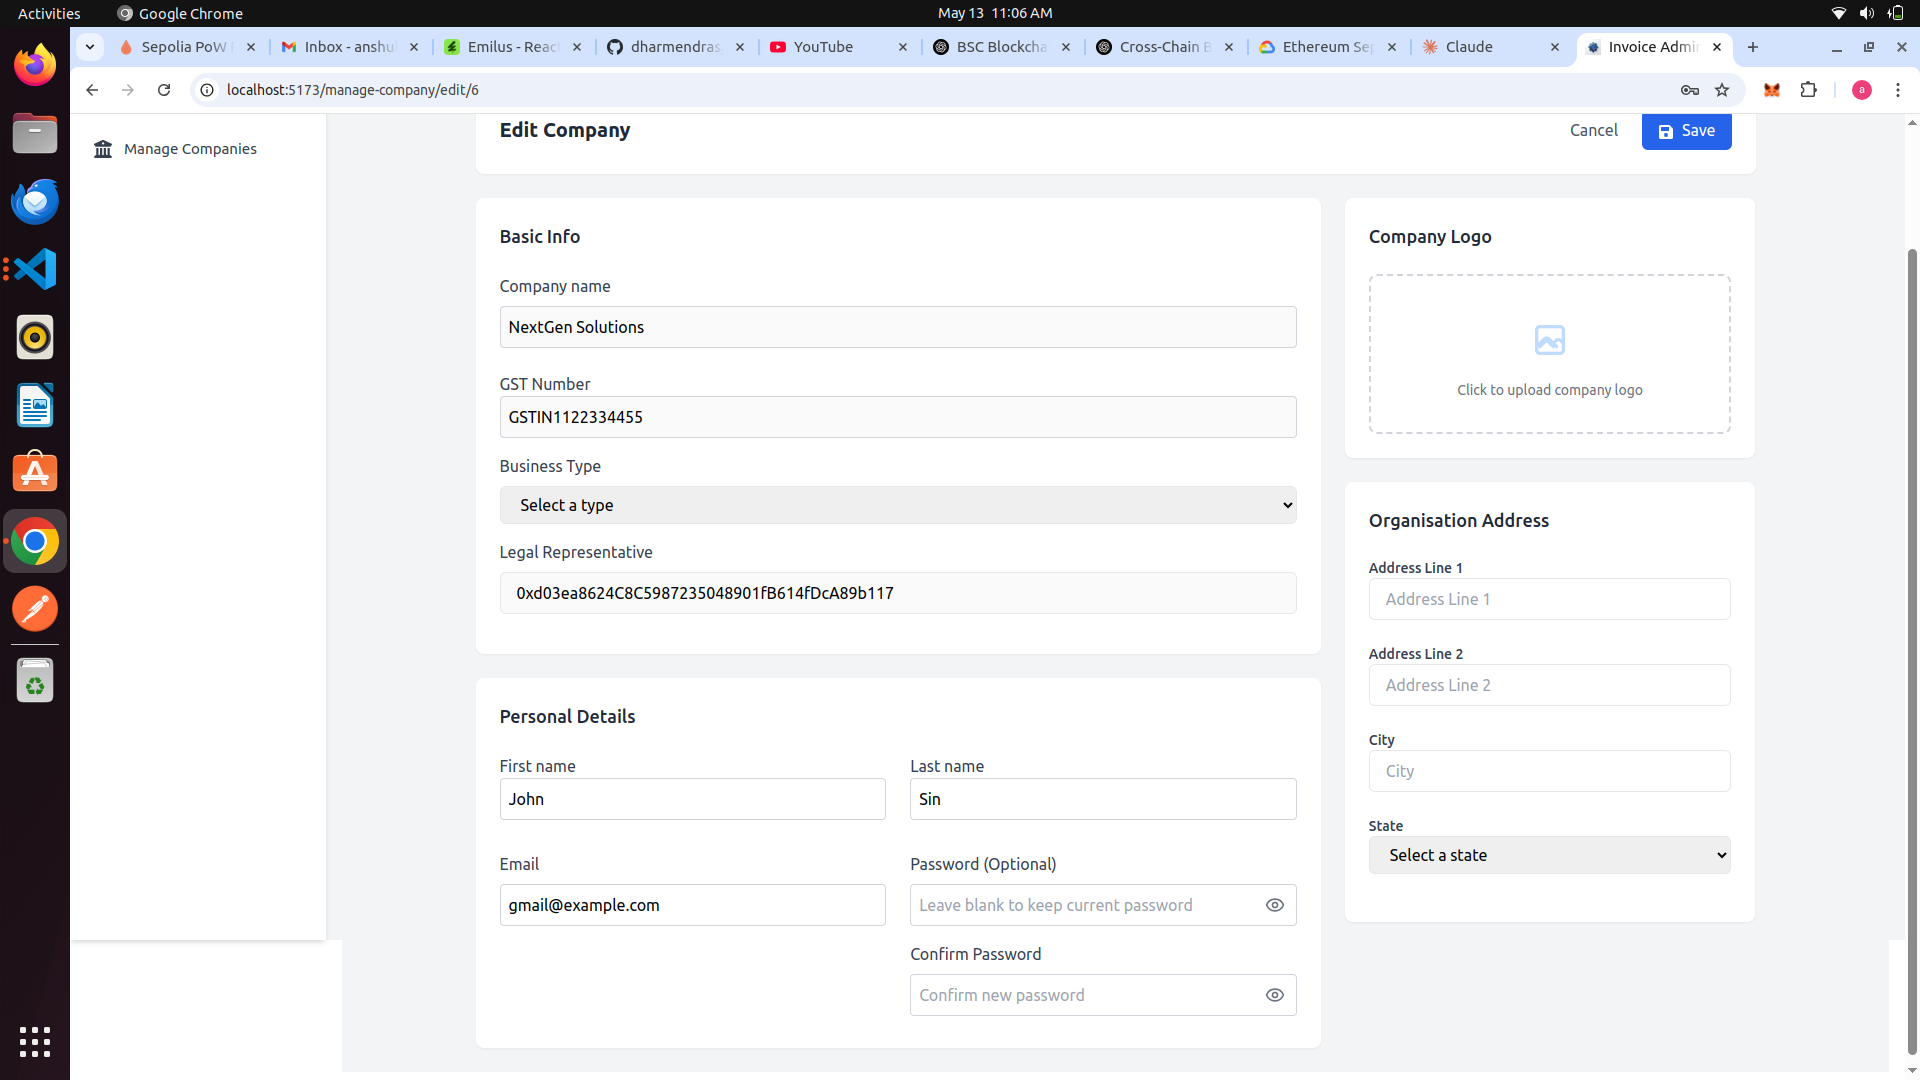 Activities
Google Chrome
May 13 11:06 AM
Sepolia PoW
Inbox - anshu
Emilus - Reac
dharmendras
YouTube
BSC Blockcha
Cross-Chain B
Ethereum Sep
Claude
Invoice Admi
localhost:5173/manage-company/edit/6
a
Manage Companies
Edit Company
Cancel
Save
Basic Info
Company name
NextGen Solutions
GST Number
GSTIN1122334455
Business Type
Select a type
Legal Representative
0xd03ea8624C8C5987235048901fB614fDcA89b117
Personal Details
First name
Last name
John
Sin
Email
Password (Optional)
gmail@example.com
Leave blank to keep current password
Confirm Password
Confirm new password
Company Logo
Click to upload company logo
Organisation Address
Address Line 1
Address Line 1
Address Line 2
Address Line 2
City
City
State
Select a state